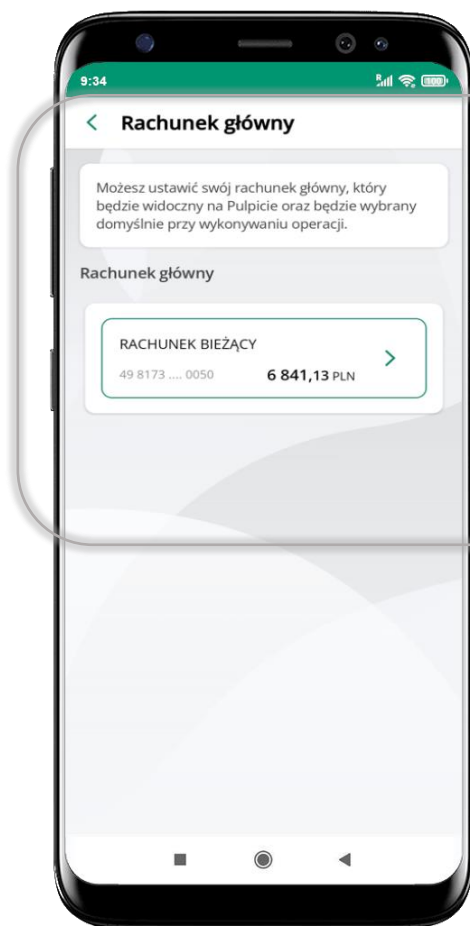 9:34
R
100
Rachunek główny
Możesz ustawić swój rachunek główny, który
będzie widoczny na Pulpicie oraz będzie wybrany
domyślnie przy wykonywaniu operacji.
Rachunek główny
RACHUNEK BIEŻĄCY
49 8173 .... 0050 6 841,13 PLN